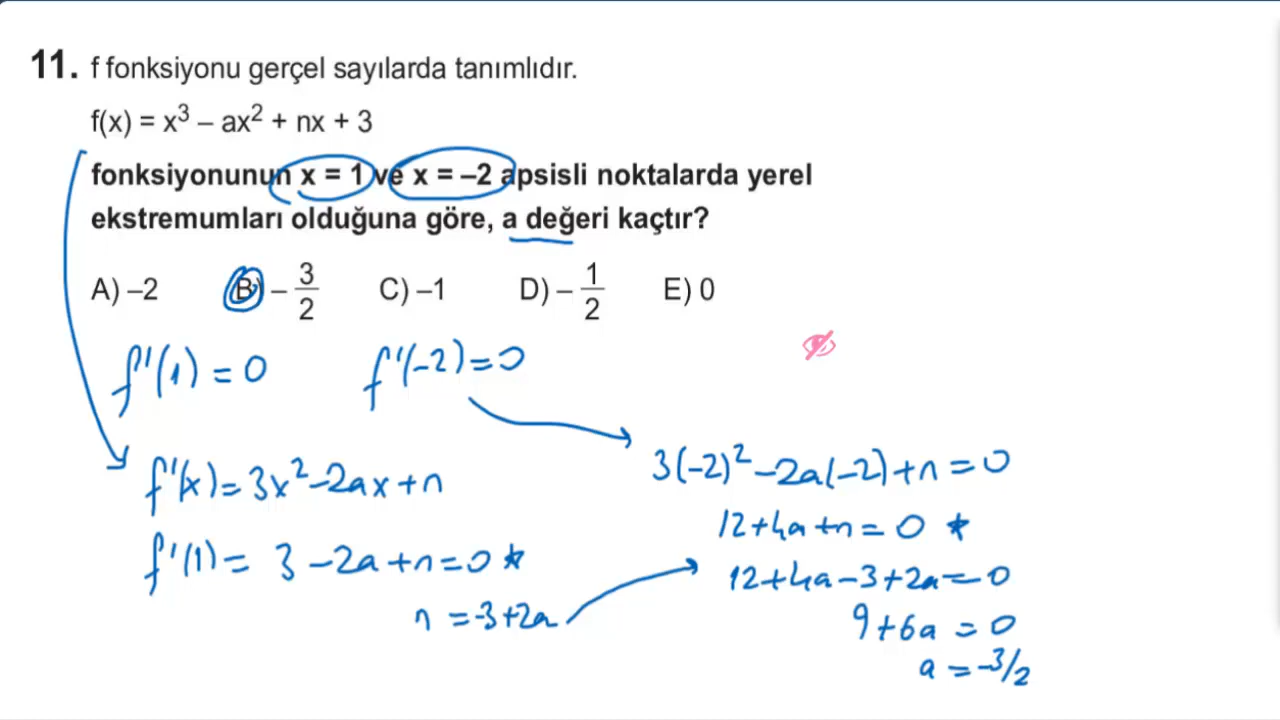 11. f fonksiyonu gerçel sayılarda tanımlıdır.
f(x) = x³ – ax² + nx + 3
fonksiyonunun x = 1 ve x = –2 apsisli noktalarda yerel
ekstremumları olduğuna göre, a değeri kaçtır?
A) –2 B) – 3/2 C) –1 D) – 1/2 E) 0
f'(1) = 0 f'(-2) = 0
f'(x) = 3x² - 2ax + n
f'(1) = 3 - 2a + n = 0 *
n = -3 + 2a
3(-2)² - 2a(-2) + n = 0
12 + 4a + n = 0 *
12 + 4a - 3 + 2a = 0
9 + 6a = 0
a = -3/2